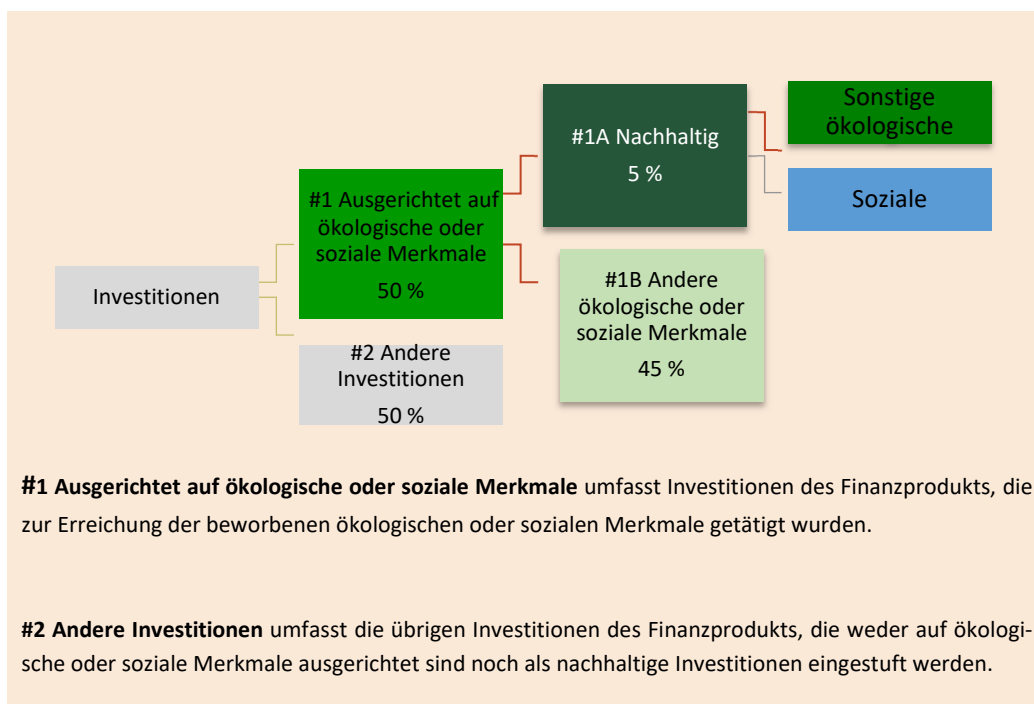 Investitionen
#1 Ausgerichtet auf
ökologische oder
soziale Merkmale
50 %
#2 Andere
Investitionen
50 %
#1A Nachhaltig
5 %
#1B Andere
ökologische oder
soziale Merkmale
45 %
Sonstige
ökologische
Soziale
#1 Ausgerichtet auf ökologische oder soziale Merkmale umfasst Investitionen des Finanzprodukts, die
zur Erreichung der beworbenen ökologischen oder sozialen Merkmale getätigt wurden.
#2 Andere Investitionen umfasst die übrigen Investitionen des Finanzprodukts, die weder auf ökologi-
sche oder soziale Merkmale ausgerichtet sind noch als nachhaltige Investitionen eingestuft werden.